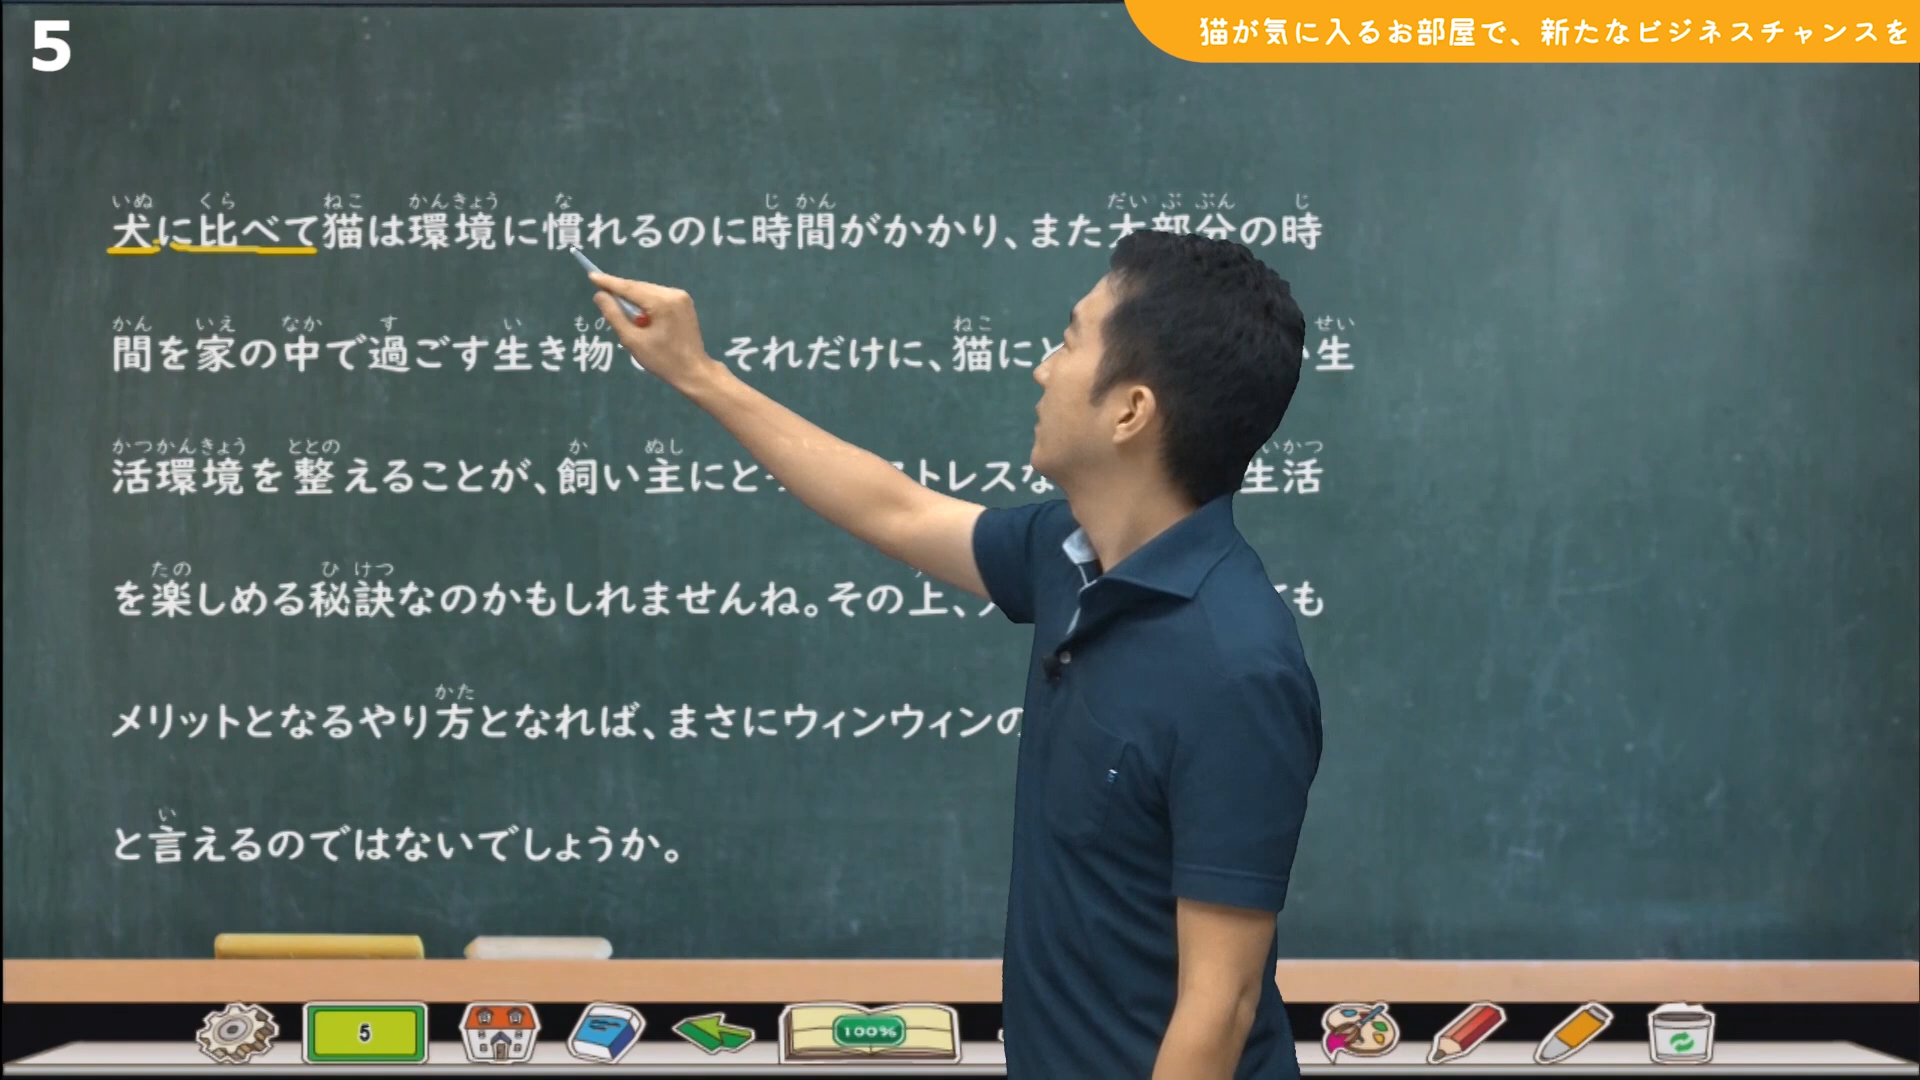 5
猫が気に入るお部屋で、新たなビジネスチャンスを
いぬ くら ねこ かんきょう な じ かん だい ぶ ぶん じ
犬に比べて猫は環境に慣れるのに時間がかかり、また大部分の時
かん いえ なか す い もの ねこ せい
間を家の中で過ごす生き物 それだけに、猫に 生
かつかんきょう ととの か ぬし いかつ
活環境を整えることが、飼い主にと トレスな 生活
たの ひ けつ
を楽しめる秘訣なのかもしれませんね。その上、 も
かた
メリットとなるやり方となれば、まさにウィンウィンの
い
と言えるのではないでしょうか。
5
100%